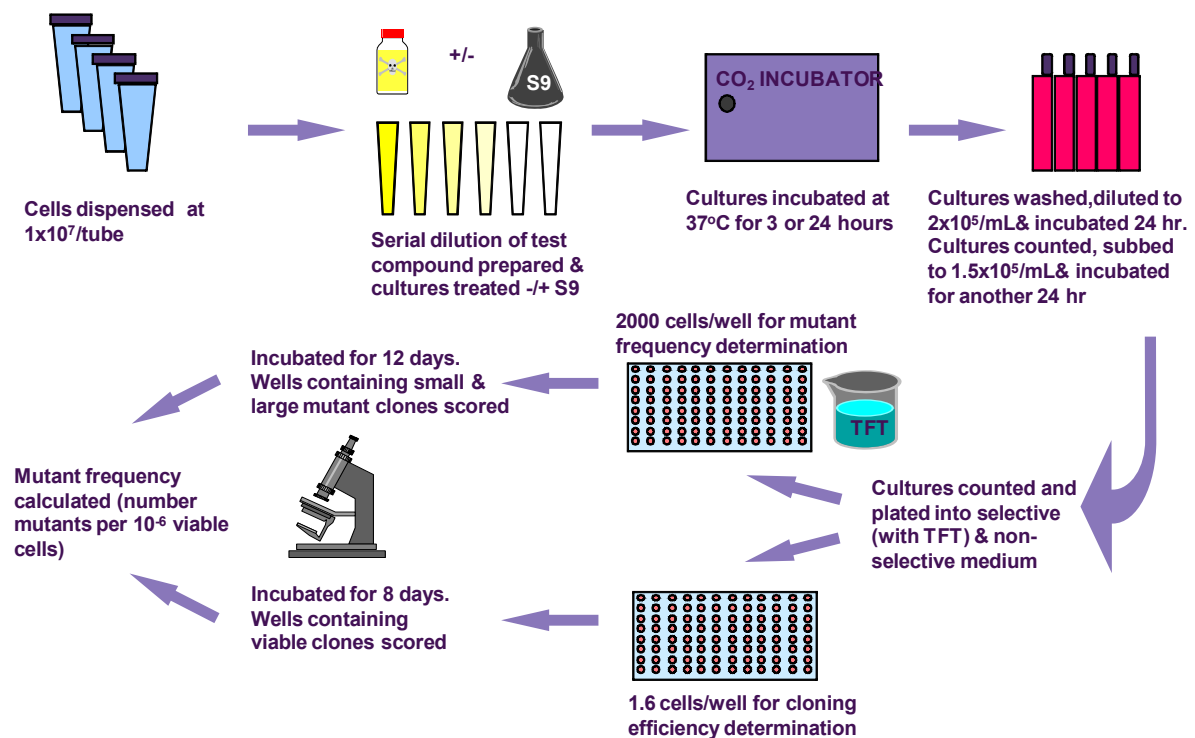 +/-
S9
CO₂ INCUBATOR
Cells dispensed at
1x10⁷/tube
Serial dilution of test
compound prepared &
cultures treated -/+ S9
Cultures incubated at
37ºC for 3 or 24 hours
Cultures washed,diluted to
2x10⁵/mL& incubated 24 hr.
Cultures counted, subbed
to 1.5x10⁵/mL& incubated
for another 24 hr
2000 cells/well for mutant
frequency determination
TFT
Cultures counted and
plated into selective
(with TFT) & non-
selective medium
Incubated for 12 days.
Wells containing small &
large mutant clones scored
1.6 cells/well for cloning
efficiency determination
Incubated for 8 days.
Wells containing
viable clones scored
Mutant frequency
calculated (number
mutants per 10⁻⁶ viable
cells)